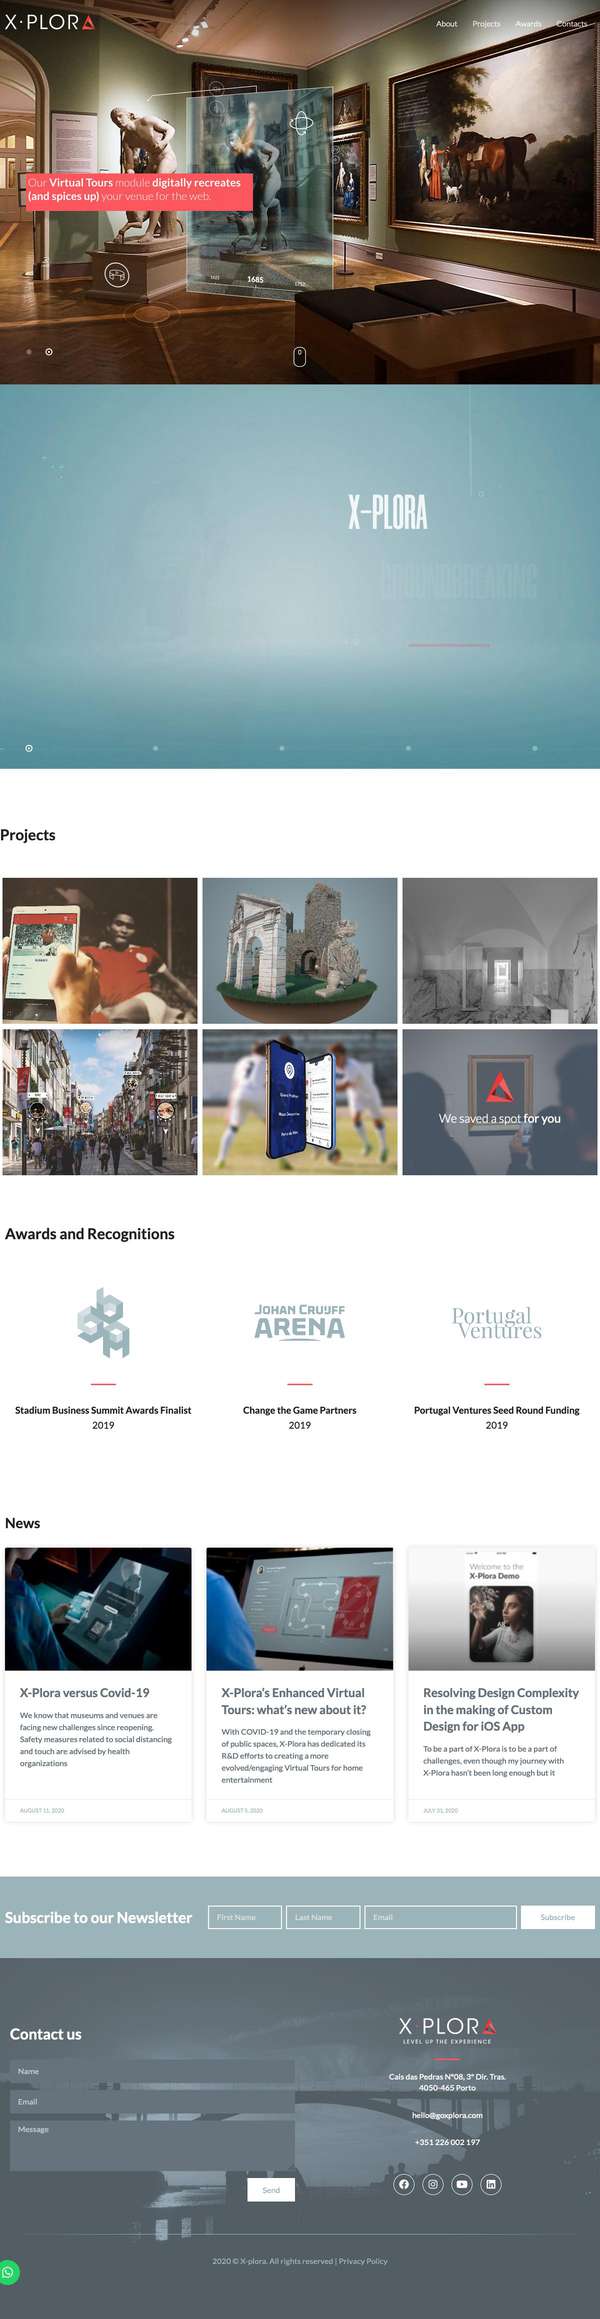 X·PLORA
About Projects Awards Contacts
Our Virtual Tours module digitally recreates
(and spices up) your venue for the web.
1685
X-PLORA
GROUNDBREAKING
Projects
We saved a spot for you
Awards and Recognitions
JOHAN CRUIJFF
ARENA
Portugal
Ventures
Stadium Business Summit Awards Finalist
2019
Change the Game Partners
2019
Portugal Ventures Seed Round Funding
2019
News
Welcome to the
X-Plora Demo
X-Plora versus Covid-19
We know that museums and venues are
facing new challenges since reopening.
Safety measures related to social distancing
and touch are advised by health
organizations
AUGUST 11, 2020
X-Plora's Enhanced Virtual
Tours: what's new about it?
With COVID-19 and the temporary closing
of public spaces, X-Plora has dedicated its
R&D efforts to creating a more
evolved/engaging Virtual Tours for home
entertainment
AUGUST 5, 2020
Resolving Design Complexity
in the making of Custom
Design for iOS App
To be a part of X-Plora is to be a part of
challenges, even though my journey with
X-Plora hasn't been long enough but it
JULY 31, 2020
Subscribe to our Newsletter
First Name
Last Name
Email
Subscribe
Contact us
Name
Email
Message
Send
X·PLORA
LEVEL UP THE EXPERIENCE
Cais das Pedras Nº08, 3º Dir. Tras.
4050-465 Porto
hello@goxplora.com
+351 226 002 197
2020 © X-plora. All rights reserved | Privacy Policy